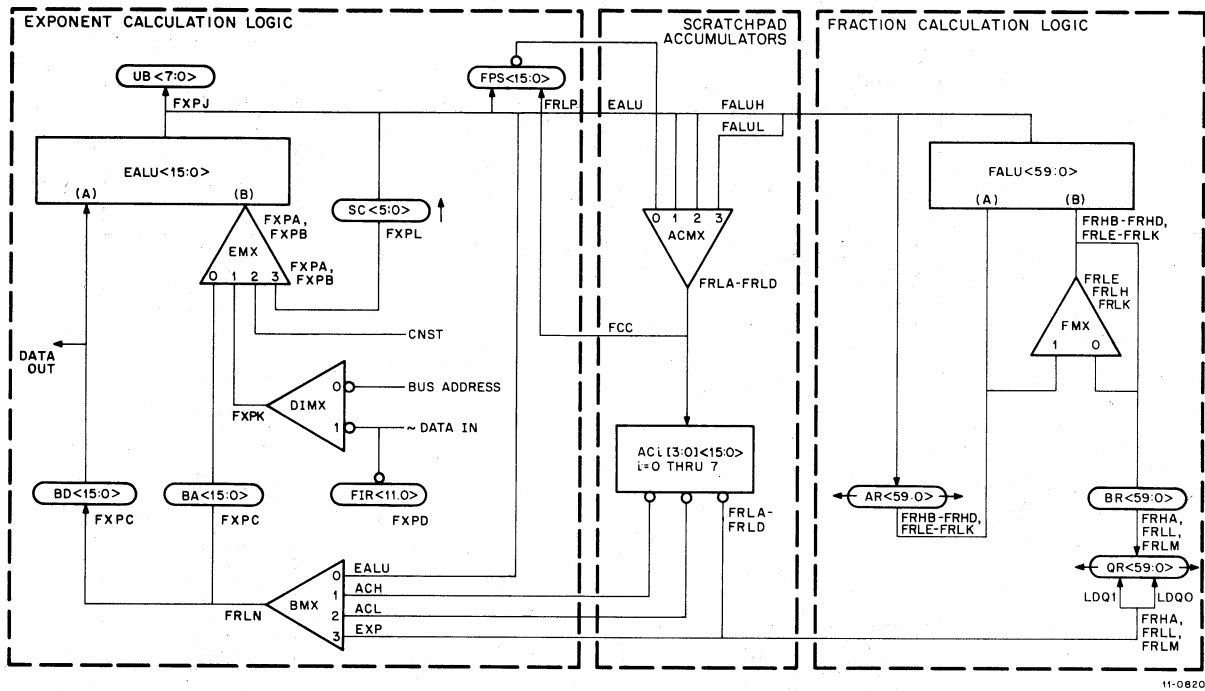 EXPONENT CALCULATION LOGIC
SCRATCHPAD
ACCUMULATORS
FRACTION CALCULATION LOGIC
UB<7:0>
FPS<15:0>
FXPJ
FRLP
EALU
FALUH
FALUL
EALU<15:0>
(A)
(B)
SC<5:0>
FXPL
FXPA,
FXPB
EMX
0 1 2 3
FXPA,
FXPB
0 1 2 3
ACMX
FRLA-FRLD
FALU<59:0>
(A)
(B)
FRHB-FRHD,
FRLE-FRLK
FRLE
FRLH
FRLK
FMX
1 0
CNST
FCC
DATA
OUT
0
BUS ADDRESS
DIMX
FXPK
1
~ DATA IN
ACi [3:0]<15:0>
i=0 THRU 7
BD<15:0>
FXPC
BA<15:0>
FXPC
FIR<11.0>
FXPD
FRLA-
FRLD
AR<59:0>
FRHB-FRHD,
FRLE-FRLK
BR<59:0>
FRHA,
FRLL,
FRLM
QR<59:0>
LDQ1
LDQ0
FRHA,
FRLL,
FRLM
BMX
FRLN
0 EALU
1 ACH
2 ACL
3 EXP
11-0820